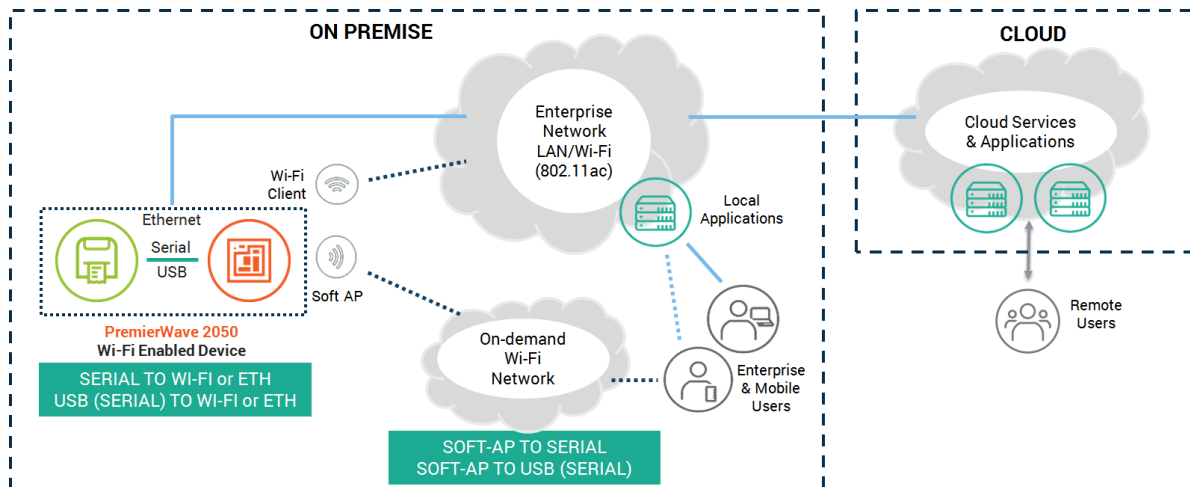 ON PREMISE
CLOUD
Enterprise
Network
LAN/Wi-Fi
(802.11ac)
Cloud Services
& Applications
Wi-Fi
Client
Local
Applications
Ethernet
Serial
USB
Soft AP
PremierWave 2050
Wi-Fi Enabled Device
SERIAL TO WI-FI or ETH
USB (SERIAL) TO WI-FI or ETH
On-demand
Wi-Fi
Network
Enterprise
& Mobile
Users
Remote
Users
SOFT-AP TO SERIAL
SOFT-AP TO USB (SERIAL)